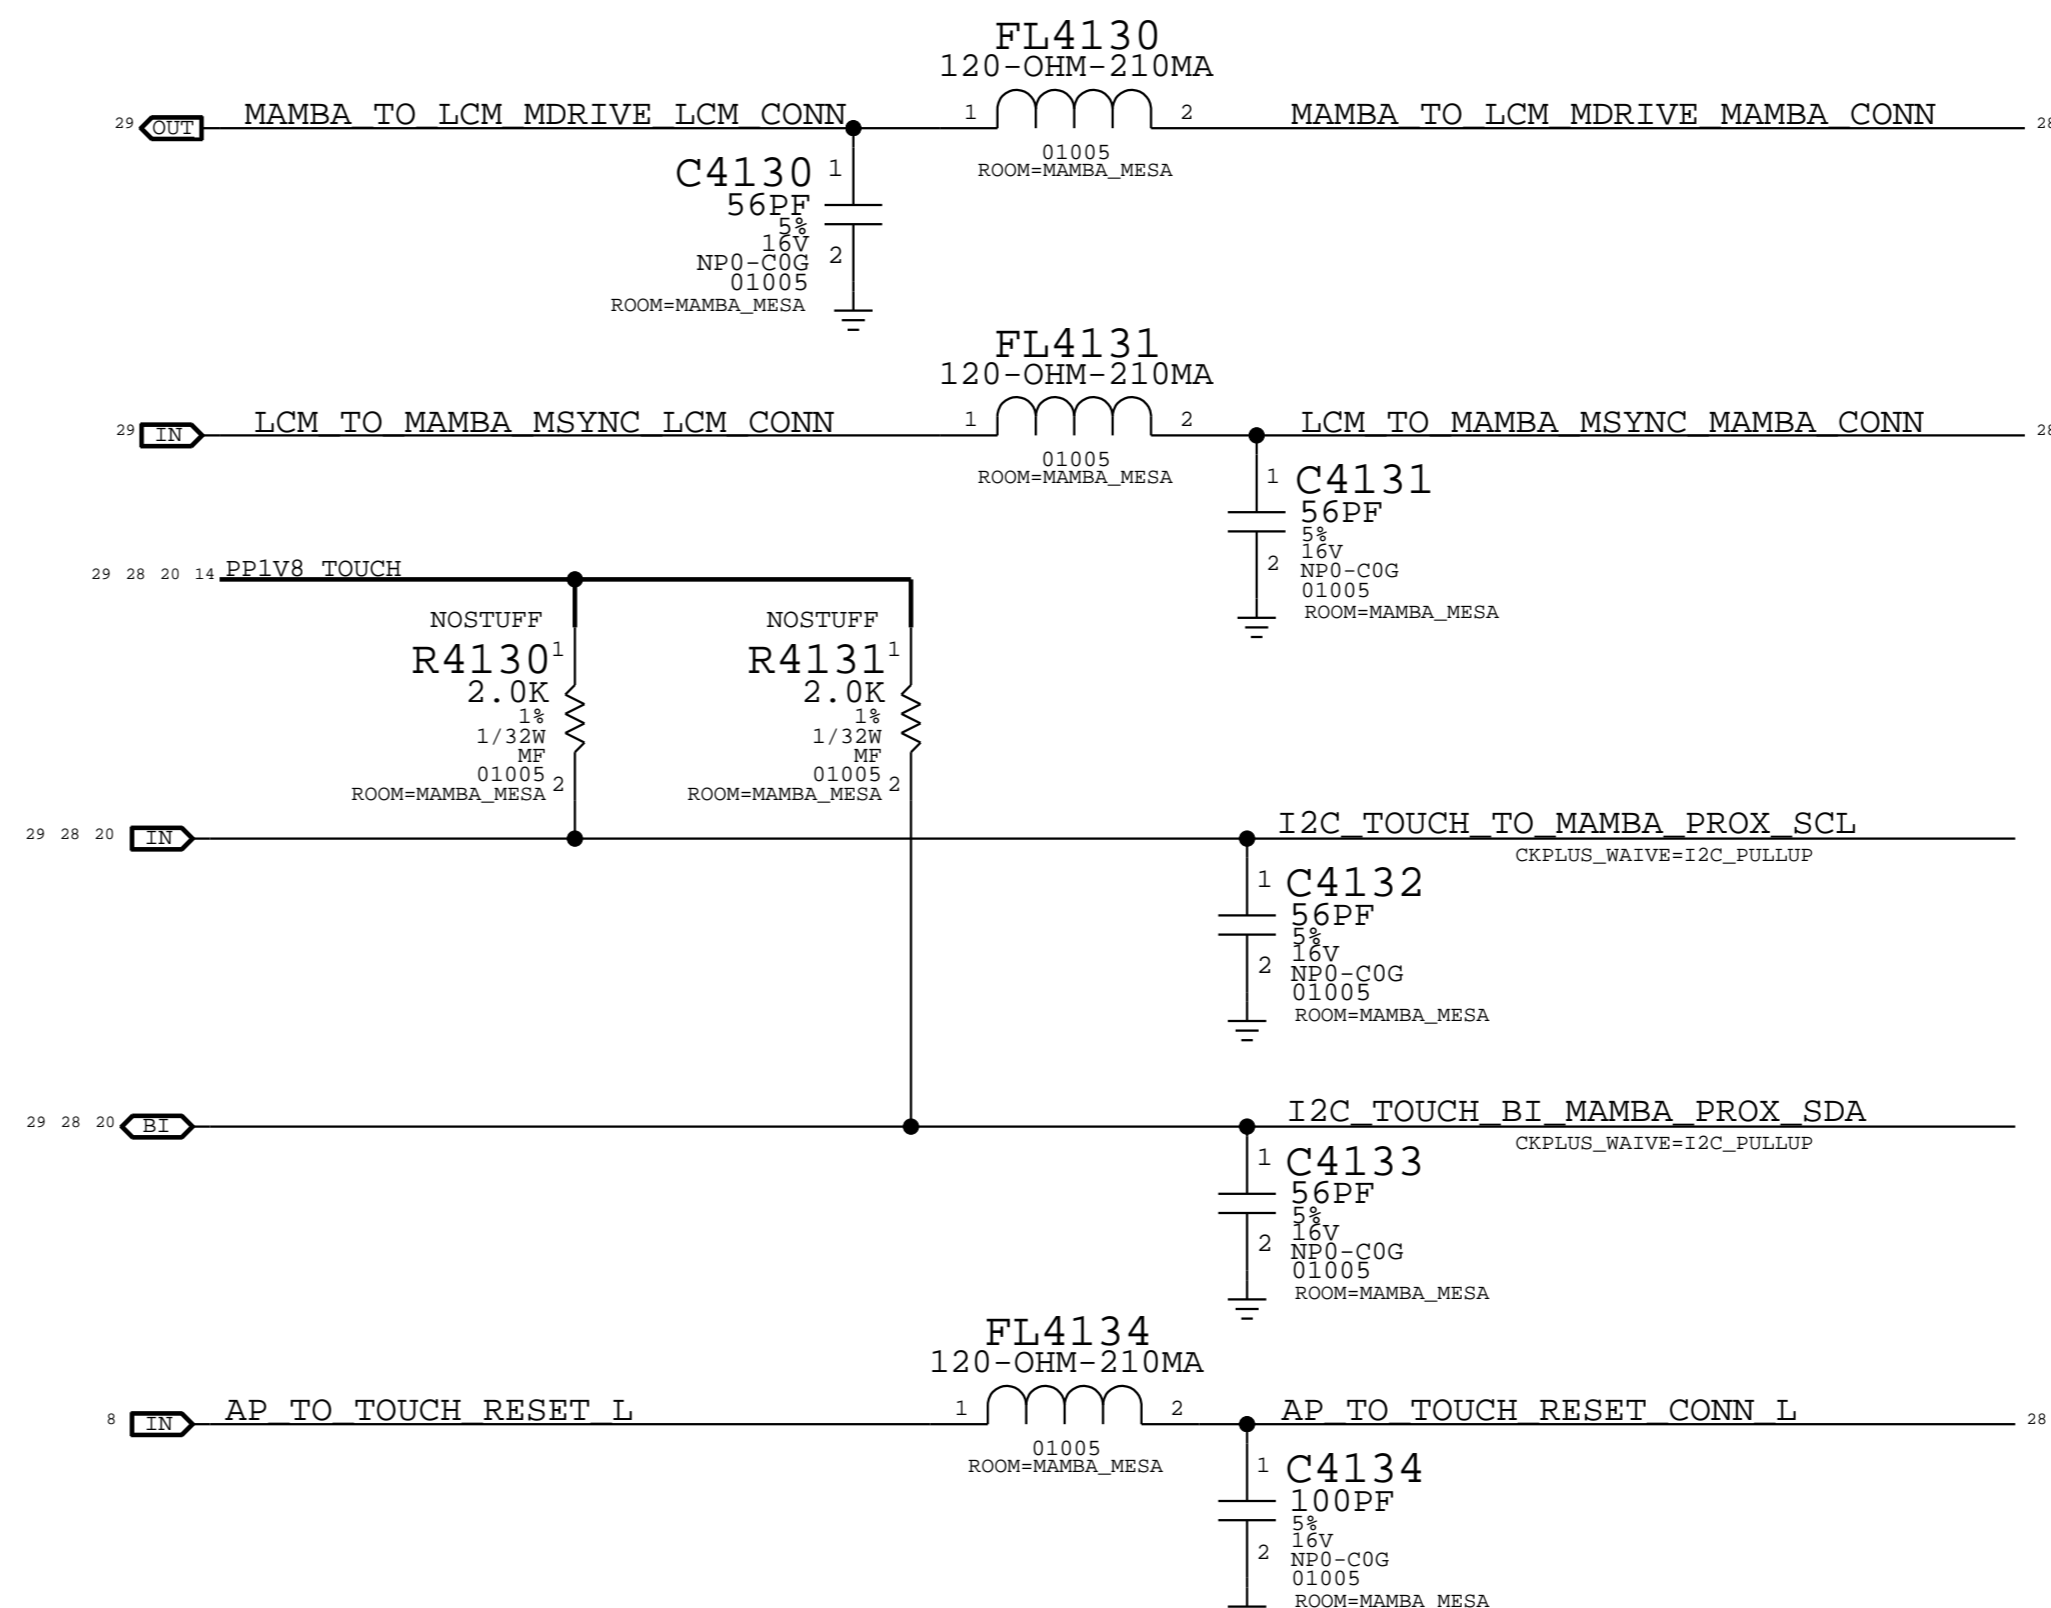 FL4130
120-OHM-210MA
29 OUT MAMBA_TO_LCM_MDRIVE_LCM_CONN 1 2 MAMBA_TO_LCM_MDRIVE_MAMBA_CONN 28
01005
ROOM=MAMBA_MESA
C4130 1
56PF
5%
16V
NP0-C0G 2
01005
ROOM=MAMBA_MESA
FL4131
120-OHM-210MA
29 IN LCM_TO_MAMBA_MSYNC_LCM_CONN 1 2 LCM_TO_MAMBA_MSYNC_MAMBA_CONN 28
01005
ROOM=MAMBA_MESA
1 C4131
56PF
5%
16V
2 NP0-C0G
01005
ROOM=MAMBA_MESA
29 28 20 14 PP1V8_TOUCH
NOSTUFF
R4130 1
2.0K
1%
1/32W
MF
01005
ROOM=MAMBA_MESA 2
NOSTUFF
R4131 1
2.0K
1%
1/32W
MF
01005
ROOM=MAMBA_MESA 2
29 28 20 IN I2C_TOUCH_TO_MAMBA_PROX_SCL
CKPLUS_WAIVE=I2C_PULLUP
1 C4132
56PF
5%
16V
2 NP0-C0G
01005
ROOM=MAMBA_MESA
29 28 20 BI I2C_TOUCH_BI_MAMBA_PROX_SDA
CKPLUS_WAIVE=I2C_PULLUP
1 C4133
56PF
5%
16V
2 NP0-C0G
01005
ROOM=MAMBA_MESA
FL4134
120-OHM-210MA
8 IN AP_TO_TOUCH_RESET_L 1 2 AP_TO_TOUCH_RESET_CONN_L 28
01005
ROOM=MAMBA_MESA
1 C4134
100PF
5%
16V
2 NP0-C0G
01005
ROOM=MAMBA_MESA